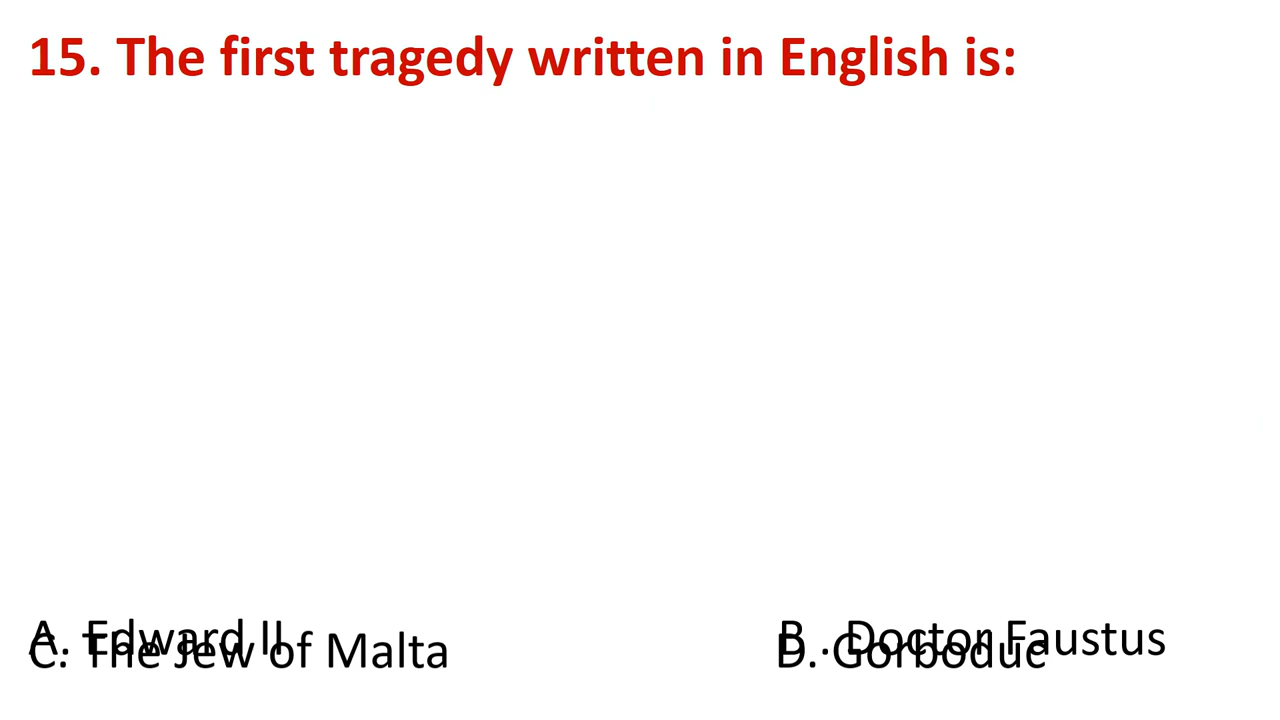 15. The first tragedy written in English is:
A. Edward II
B . Doctor Faustus
C. The Jew of Malta
D. Gorboduc